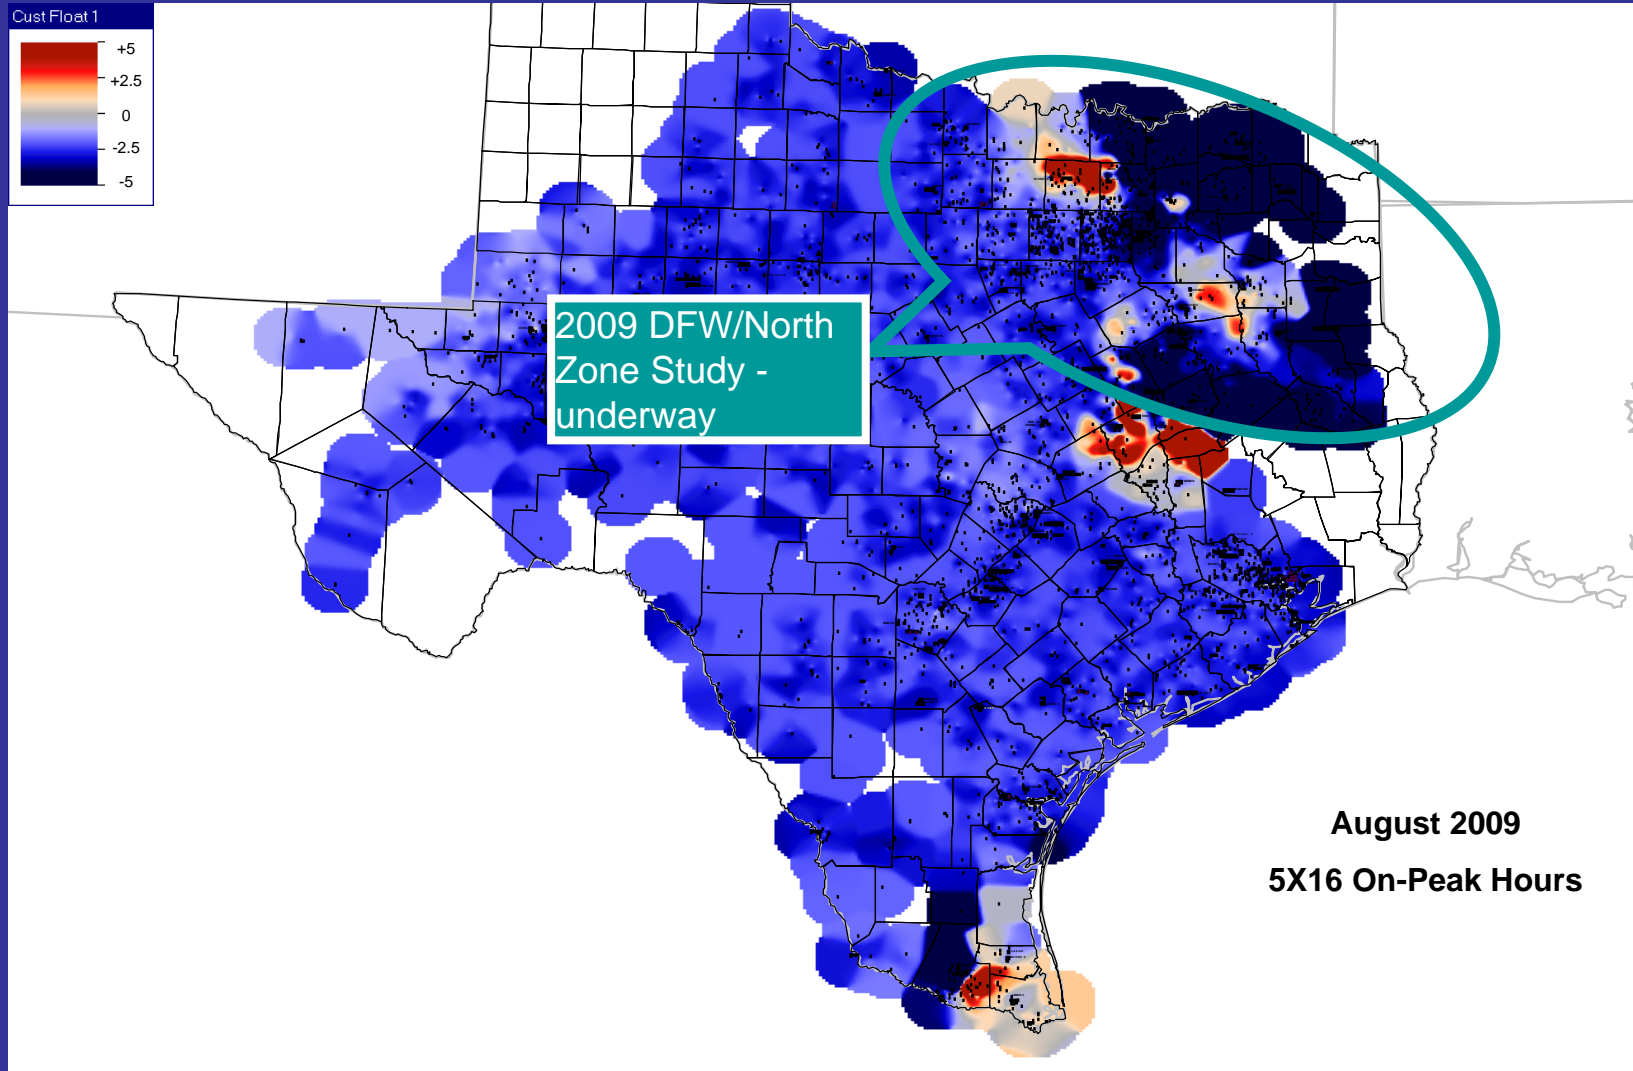 Cust Float 1
+5
+2.5
0
-2.5
-5
2009 DFW/North
Zone Study -
underway
August 2009
5X16 On-Peak Hours